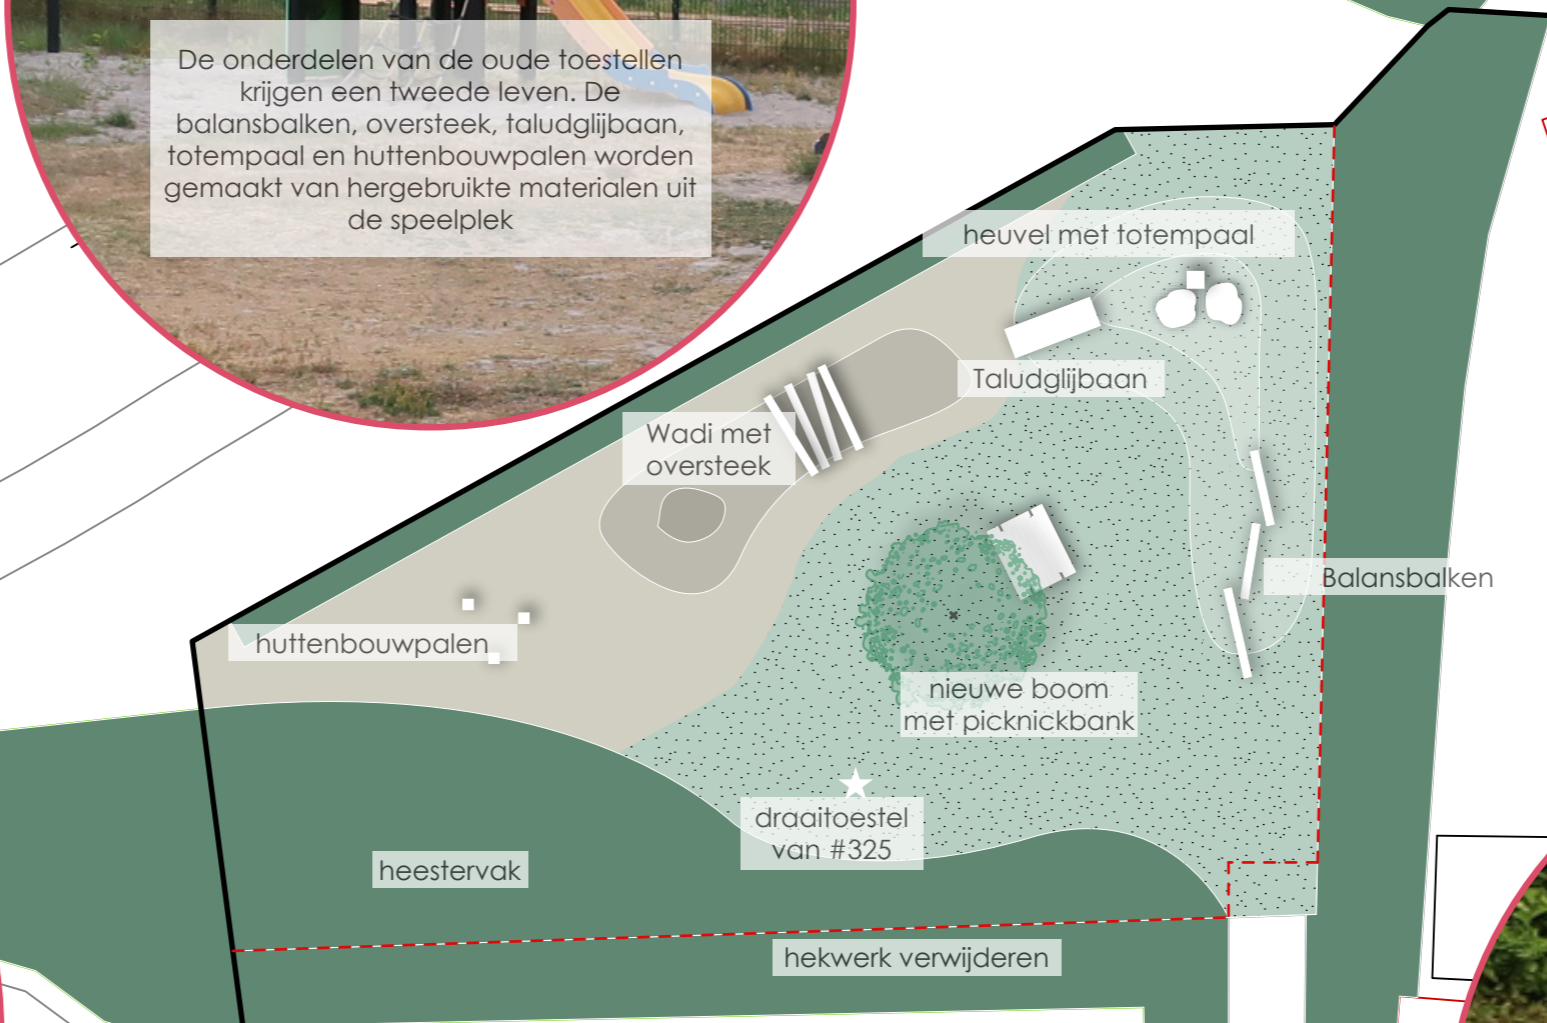 De onderdelen van de oude toestellen
krijgen een tweede leven. De
balansbalken, oversteek, taludglijbaan,
totempaal en huttenbouwpalen worden
gemaakt van hergebruikte materialen uit
de speelplek
heuvel met totempaal
Taludglijbaan
Wadi met
oversteek
Balansbalken
huttenbouwpalen
nieuwe boom
met picknickbank
draaitoestel
van #325
heestervak
hekwerk verwijderen